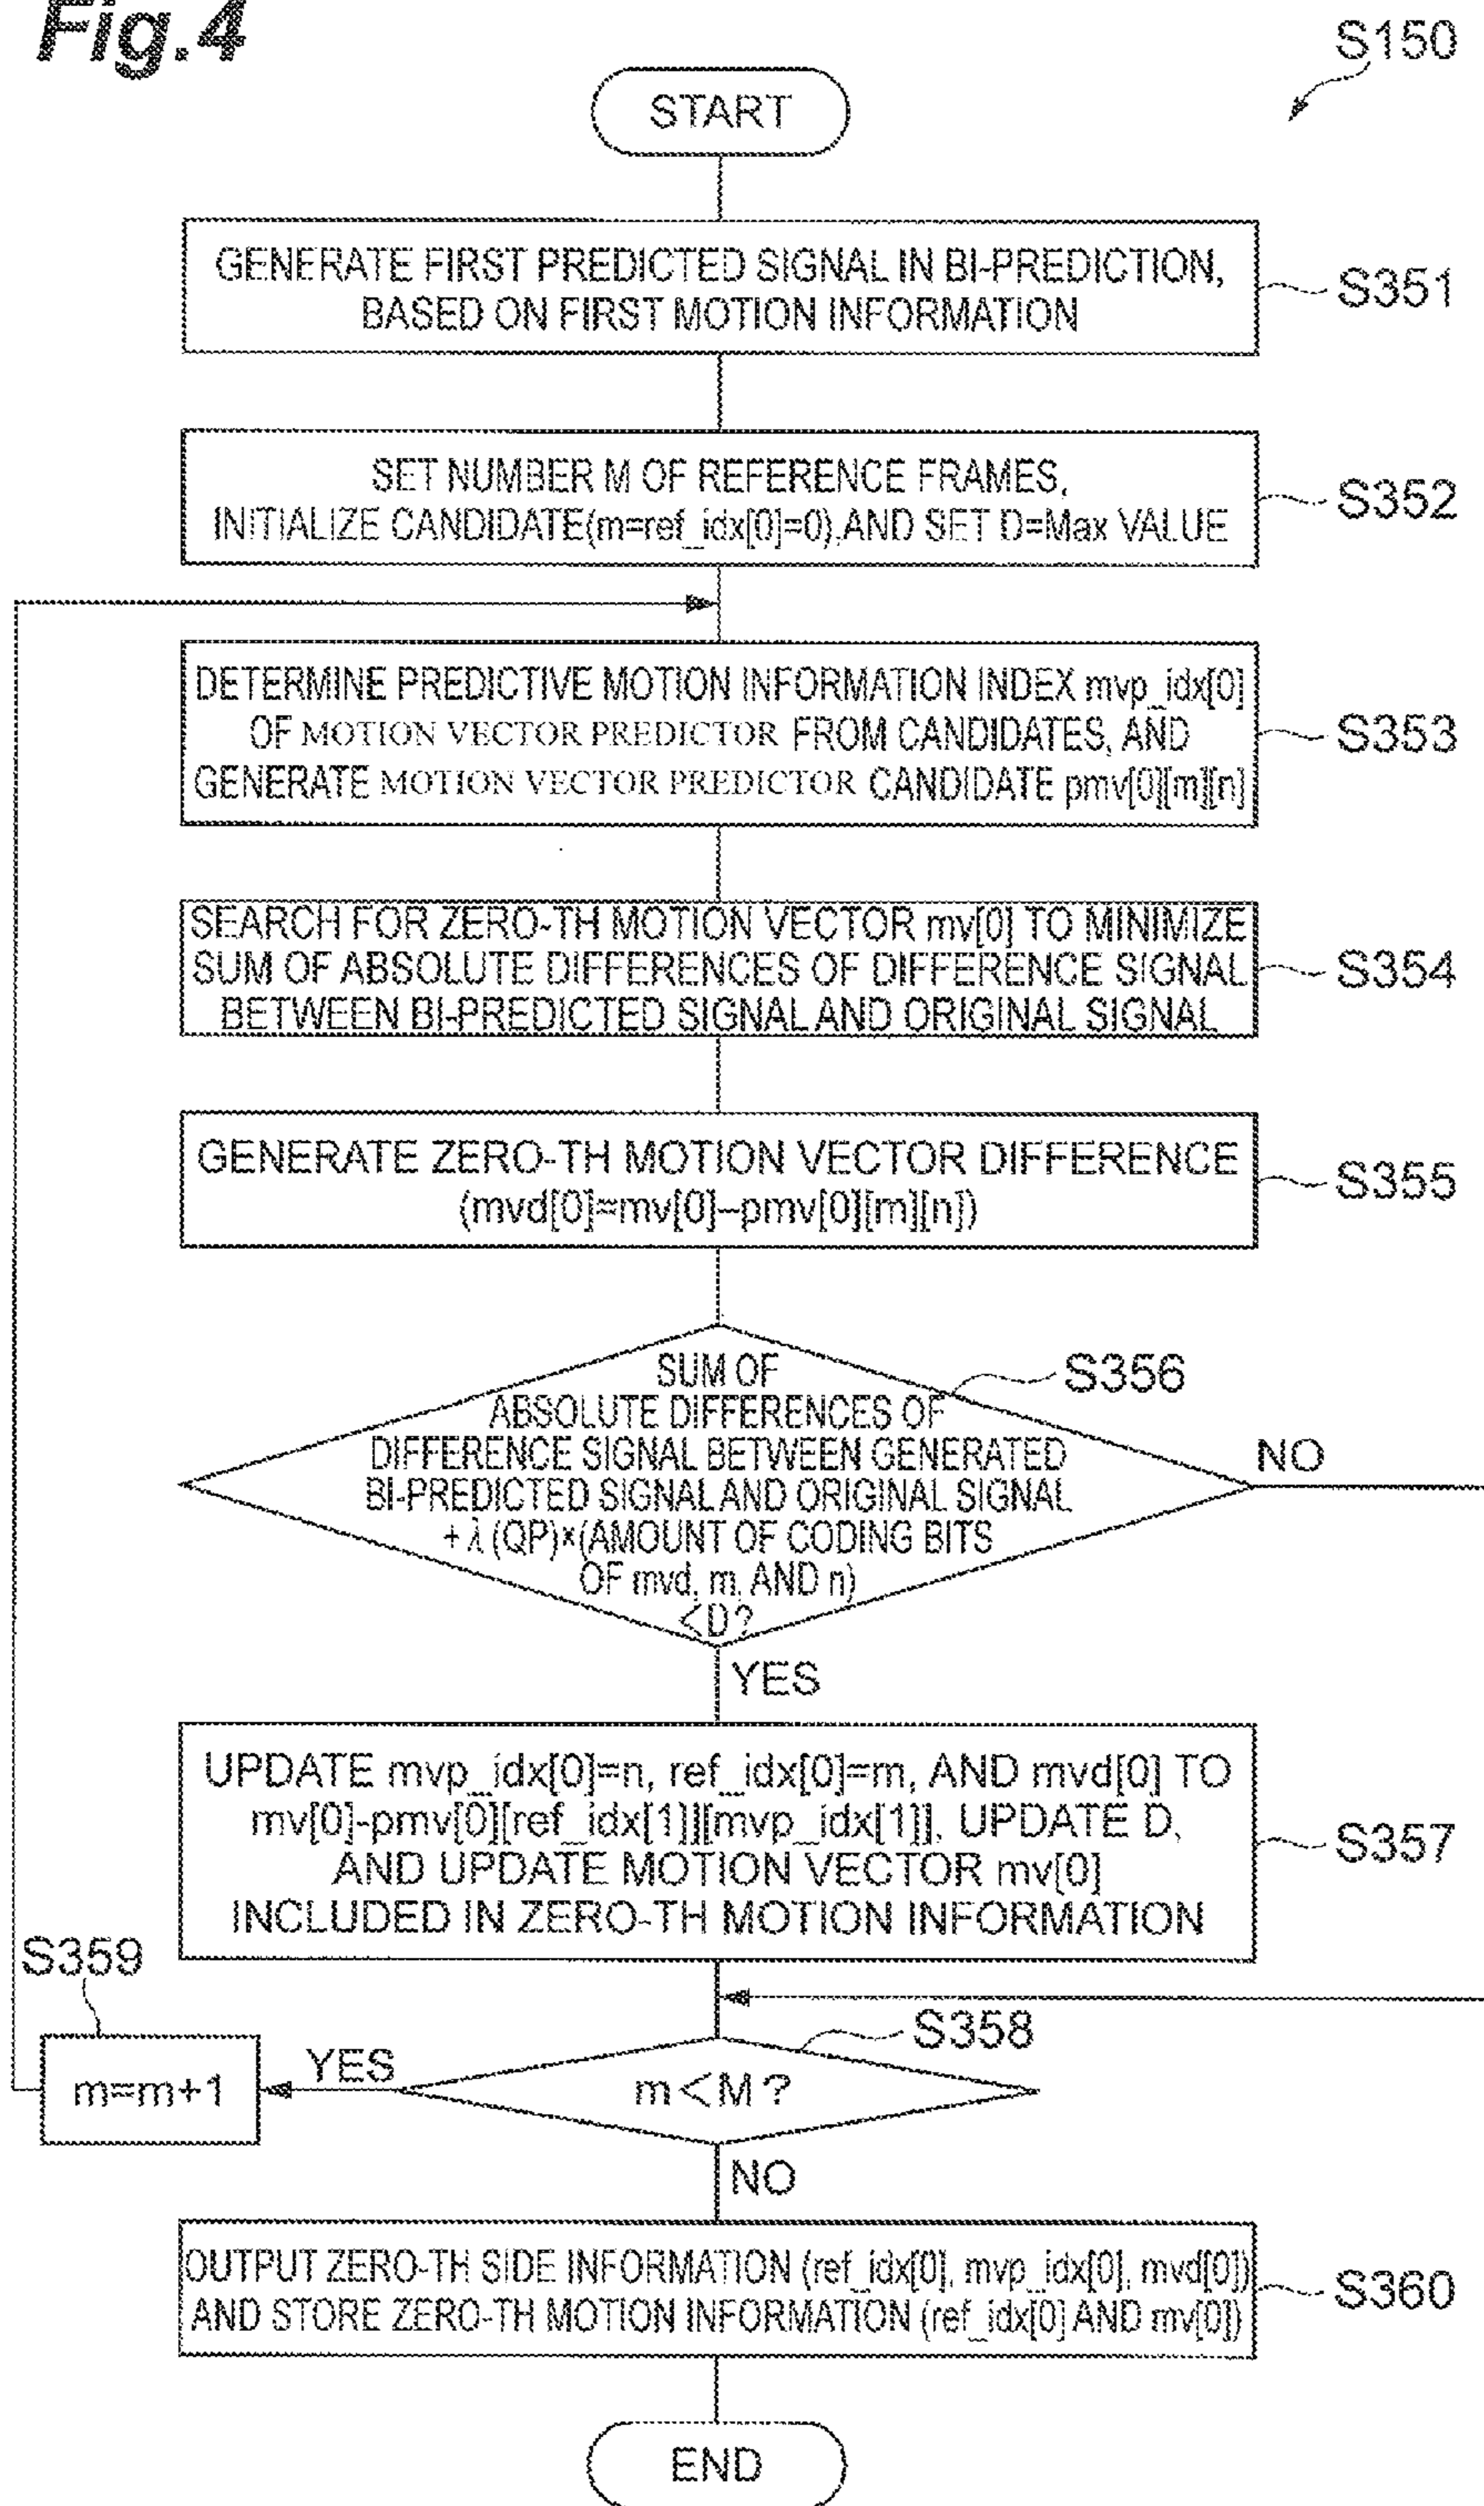 Fig.4
S150
START
GENERATE FIRST PREDICTED SIGNAL IN BI-PREDICTION,
BASED ON FIRST MOTION INFORMATION
S351
SET NUMBER M OF REFERENCE FRAMES,
INITIALIZE CANDIDATE(m=ref_idx[0]=0),AND SET D=Max VALUE
S352
DETERMINE PREDICTIVE MOTION INFORMATION INDEX mvp_idx[0]
OF MOTION VECTOR PREDICTOR FROM CANDIDATES, AND
GENERATE MOTION VECTOR PREDICTOR CANDIDATE pmv[0][m][n]
S353
SEARCH FOR ZERO-TH MOTION VECTOR mv[0] TO MINIMIZE
SUM OF ABSOLUTE DIFFERENCES OF DIFFERENCE SIGNAL
BETWEEN BI-PREDICTED SIGNAL AND ORIGINAL SIGNAL
S354
GENERATE ZERO-TH MOTION VECTOR DIFFERENCE
(mvd[0]=mv[0]–pmv[0][m][n])
S355
SUM OF
ABSOLUTE DIFFERENCES OF
DIFFERENCE SIGNAL BETWEEN GENERATED
BI-PREDICTED SIGNAL AND ORIGINAL SIGNAL
+ λ (QP)×(AMOUNT OF CODING BITS
OF mvd, m, AND n)
<D?
S356
NO
YES
UPDATE mvp_idx[0]=n, ref_idx[0]=m, AND mvd[0] TO
mv[0]-pmv[0][ref_idx[1]][mvp_idx[1]], UPDATE D,
AND UPDATE MOTION VECTOR mv[0]
INCLUDED IN ZERO-TH MOTION INFORMATION
S357
S359
S358
m=m+1
YES
m<M?
NO
OUTPUT ZERO-TH SIDE INFORMATION (ref_idx[0], mvp_idx[0], mvd[0])
AND STORE ZERO-TH MOTION INFORMATION (ref_idx[0] AND mv[0])
S360
END